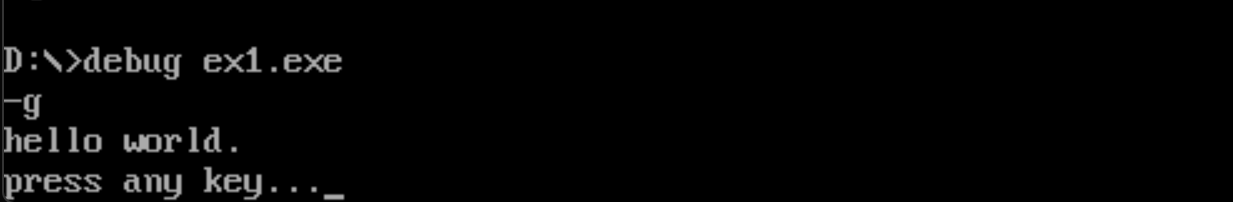 D:\>debug ex1.exe
-g
hello world.
press any key..._